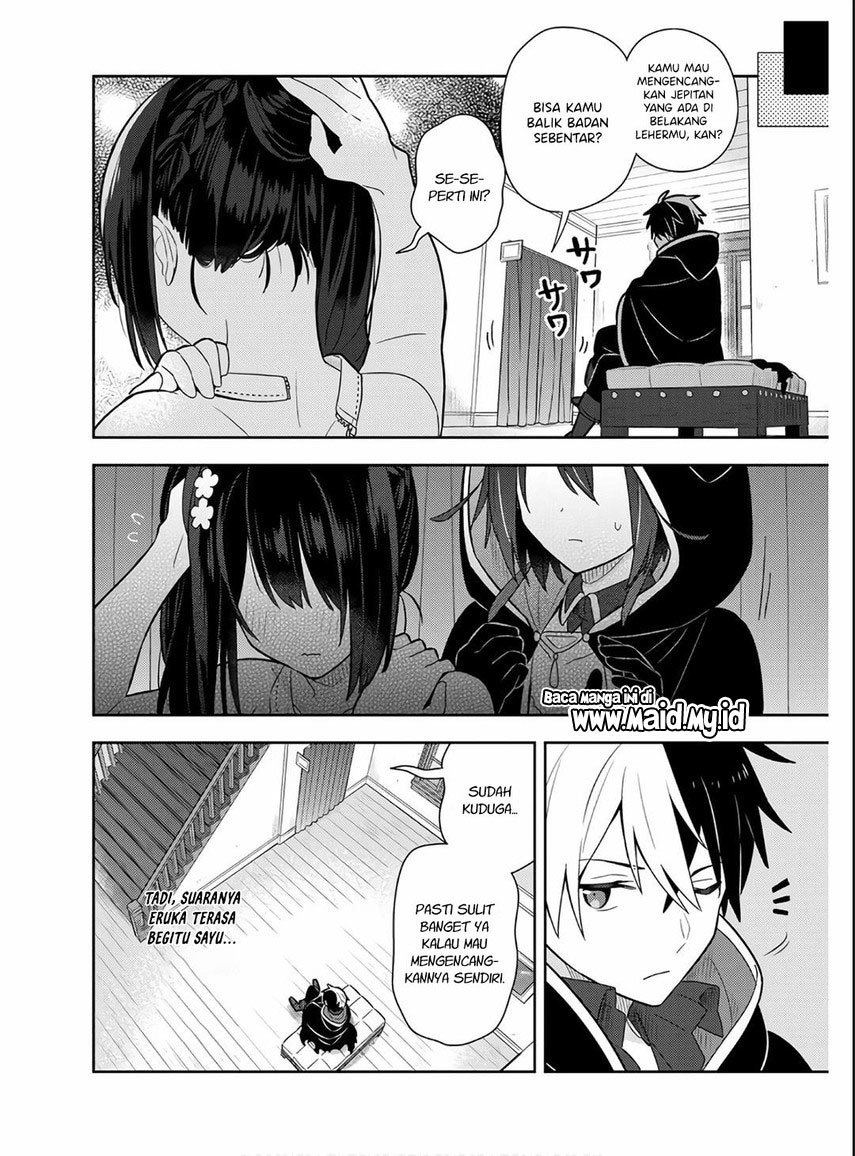 KAMU MAU
MENGENCANG-
KAN JEPITAN
YANG ADA DI
BELAKANG
LEHERMU, KAN?
BISA KAMU
BALIK BADAN
SEBENTAR?
SE-SE-
PERTI INI?
サワ
サワ
Baca manga ini di
www.Maid.My.id
SUDAH
KUDUGA...
PASTI SULIT
BANGET YA
KALAU MAU
MENGENCANG-
KANNYA SENDIRI.
TADI, SUARANYA
ERUKA TERASA
BEGITU SAYU...